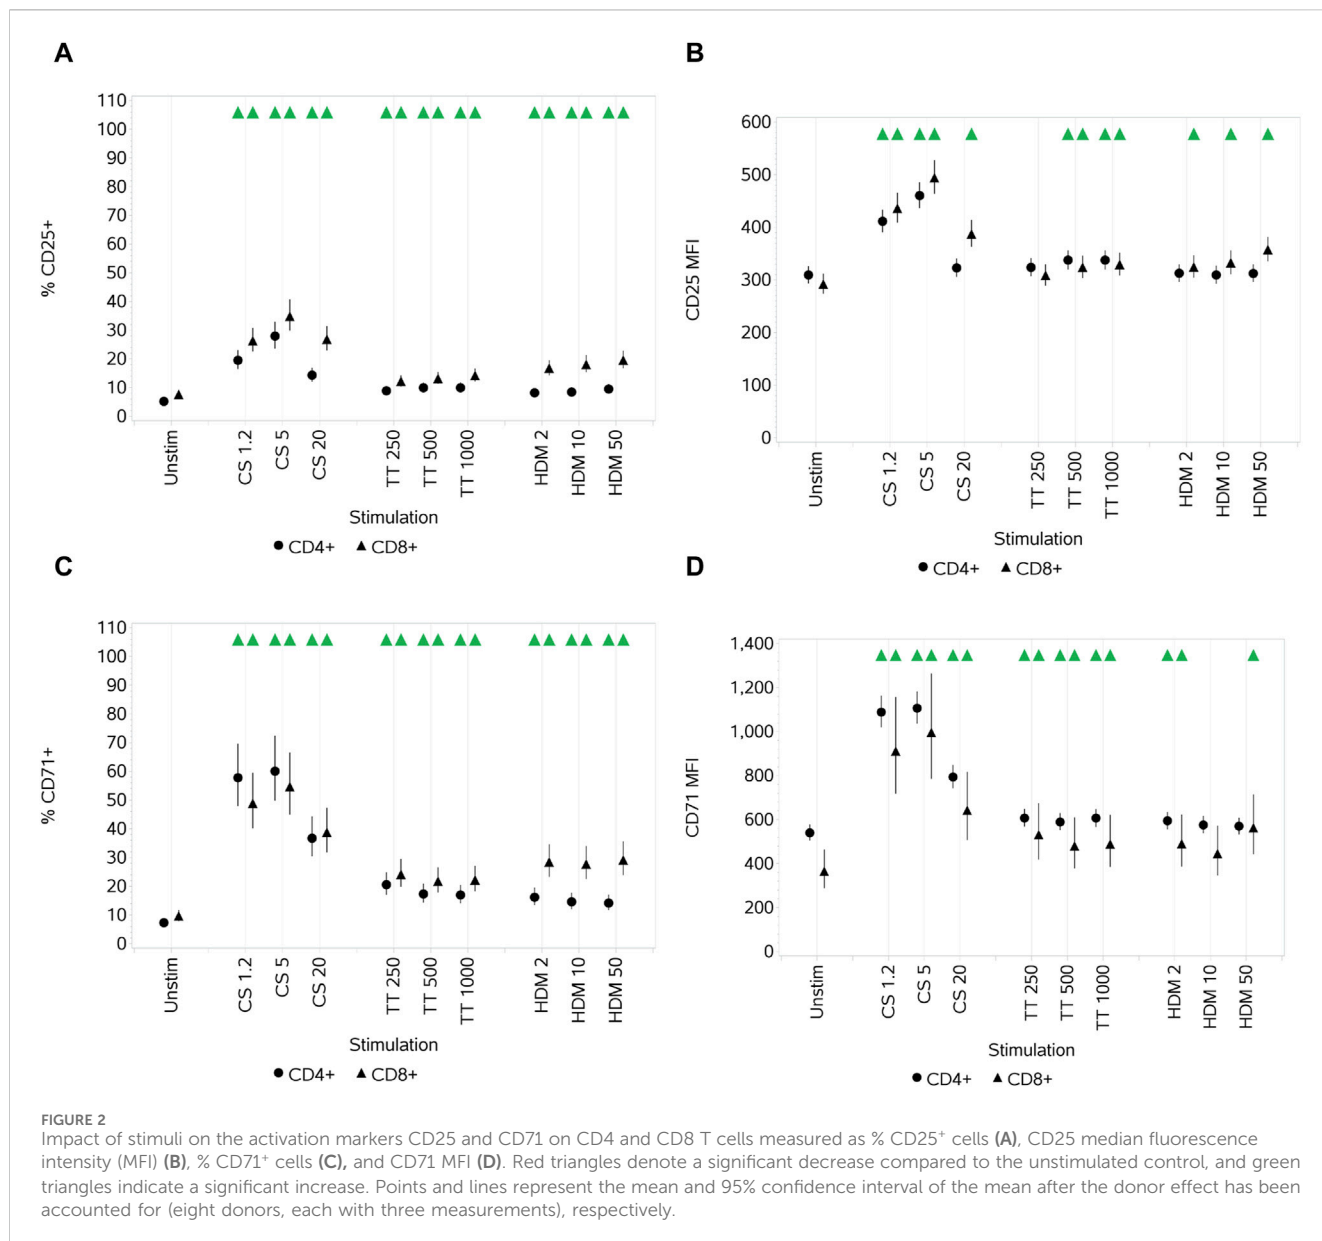 A
110
100
90
80
70
60
50
40
30
20
10
0
% CD25+
Unstim
CS 1.2
CS 5
CS 20
TT 250
TT 500
TT 1000
HDM 2
HDM 10
HDM 50
Stimulation
● CD4+ ▲ CD8+
B
600
500
400
300
200
100
0
CD25 MFI
Unstim
CS 1.2
CS 5
CS 20
TT 250
TT 500
TT 1000
HDM 2
HDM 10
HDM 50
Stimulation
● CD4+ ▲ CD8+
C
110
100
90
80
70
60
50
40
30
20
10
0
% CD71+
Unstim
CS 1.2
CS 5
CS 20
TT 250
TT 500
TT 1000
HDM 2
HDM 10
HDM 50
Stimulation
● CD4+ ▲ CD8+
D
1,400
1,200
1,000
800
600
400
200
0
CD71 MFI
Unstim
CS 1.2
CS 5
CS 20
TT 250
TT 500
TT 1000
HDM 2
HDM 10
HDM 50
Stimulation
● CD4+ ▲ CD8+
FIGURE 2
Impact of stimuli on the activation markers CD25 and CD71 on CD4 and CD8 T cells measured as % CD25⁺ cells (A), CD25 median fluorescence
intensity (MFI) (B), % CD71⁺ cells (C), and CD71 MFI (D). Red triangles denote a significant decrease compared to the unstimulated control, and green
triangles indicate a significant increase. Points and lines represent the mean and 95% confidence interval of the mean after the donor effect has been
accounted for (eight donors, each with three measurements), respectively.